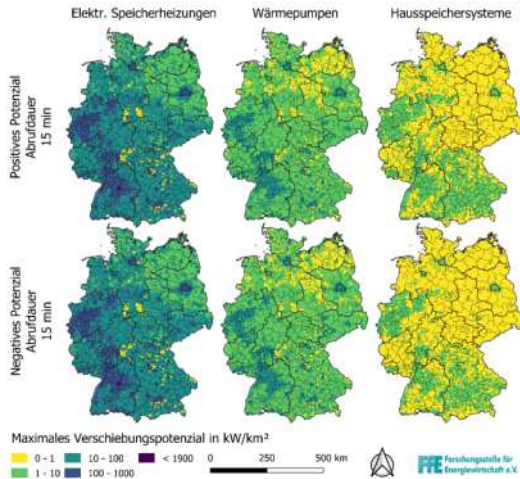 Elektr. Speicherheizungen
Wärmepumpen
Hausspeichersysteme
Positives Potenzial
Abrufdauer
15 min
Negatives Potenzial
Abrufdauer
15 min
Maximales Verschiebungspotenzial in kW/km²
0 - 1
10 - 100
< 1900
1 - 10
100 - 1000
0
250
500 km
FfE
Forschungsstelle für
Energiewirtschaft e.V.